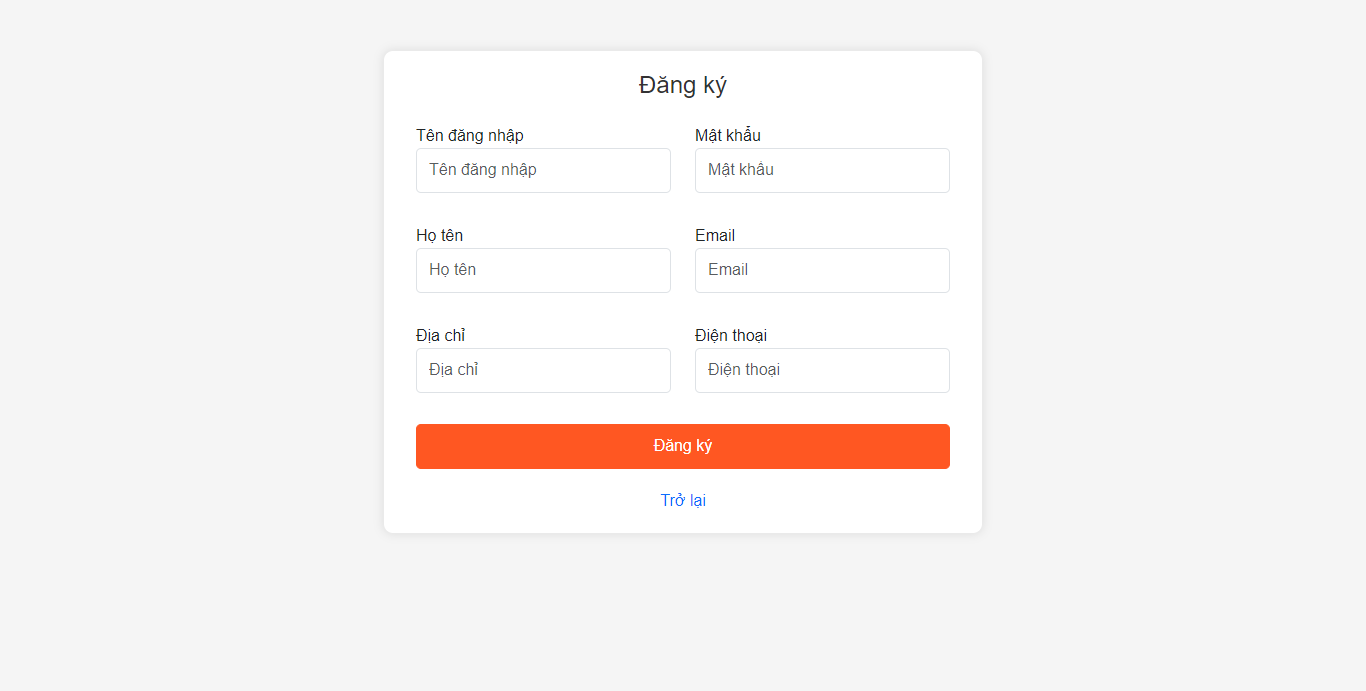 Đăng ký
Tên đăng nhập
Mật khẩu
Tên đăng nhập
Mật khâu
Họ tên
Email
Họ tên
Email
Địa chỉ
Điện thoại
Địa chỉ
Điện thoại
Đăng ký
Trở lại